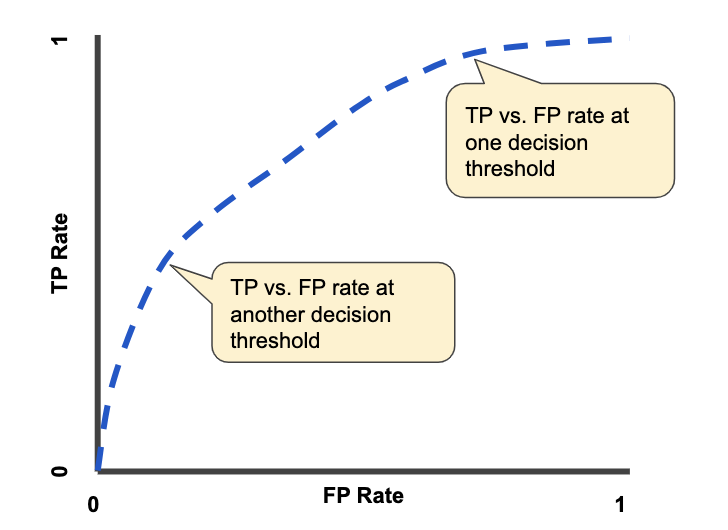 1
TP vs. FP rate at
one decision
threshold
TP Rate
TP vs. FP rate at
another decision
threshold
0
0
FP Rate
1